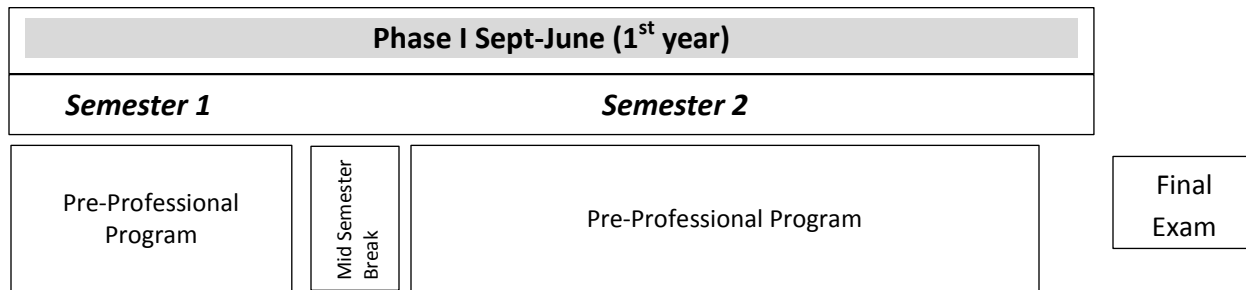 Phase I Sept-June (1st year)
Semester 1
Semester 2
Pre-Professional
Program
Mid Semester
Break
Pre-Professional Program
Final
Exam